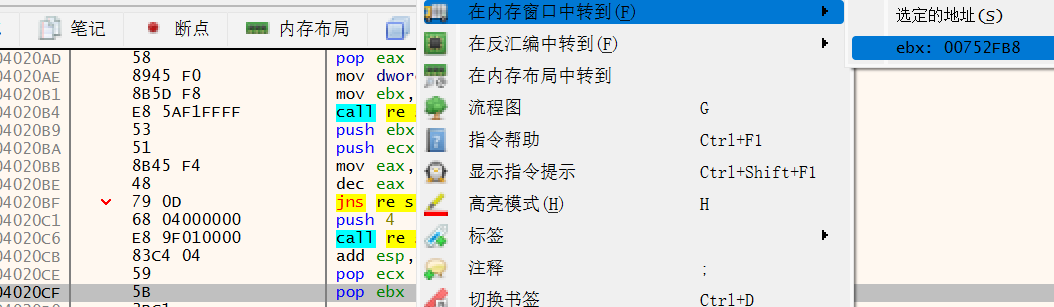 笔记 断点 内存布局
04020AD 58 pop eax
04020AE 8945 F0 mov dword
04020B1 8B5D F8 mov ebx,
04020B4 E8 5AF1FFFF call re
04020B9 53 push ebx
04020BA 51 push ecx
04020BB 8B45 F4 mov eax,
04020BE 48 dec eax
04020BF 79 0D jns re s
04020C1 68 04000000 push 4
04020C6 E8 9F010000 call re
04020CB 83C4 04 add esp,
04020CE 59 pop ecx
04020CF 5B pop ebx
在内存窗口中转到(F)
在反汇编中转到(F)
在内存布局中转到
流程图 G
指令帮助 Ctrl+F1
显示指令提示 Ctrl+Shift+F1
高亮模式(H) H
标签
注释 ;
切换书签 Ctrl+D
选定的地址(S)
ebx: 00752FB8